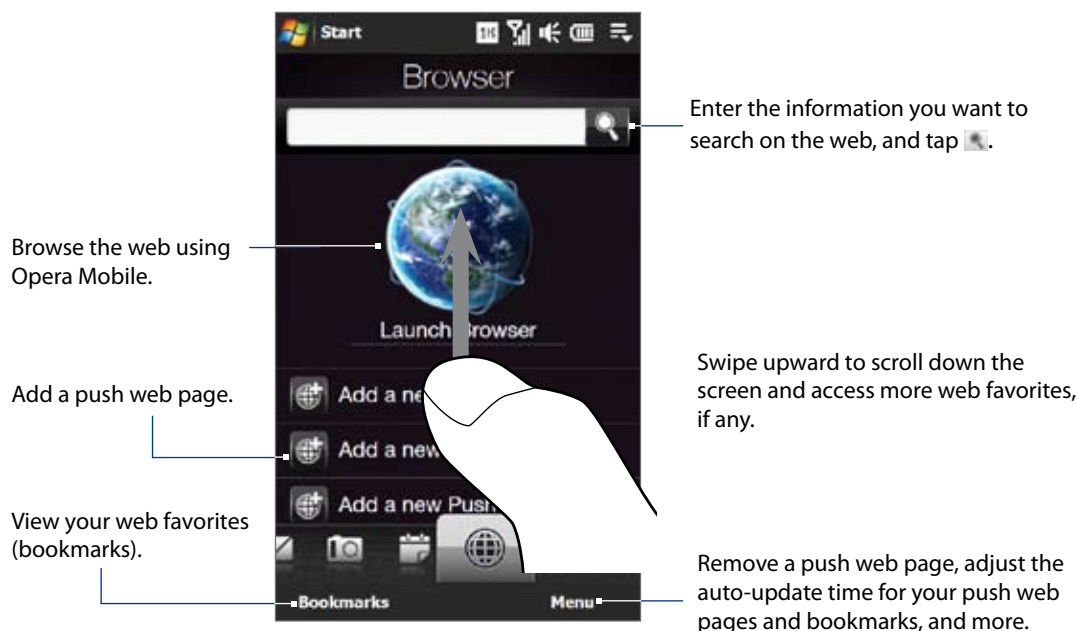 Start
1X
Browser
Enter the information you want to
search on the web, and tap .
Browse the web using
Opera Mobile.
Launch Browser
Swipe upward to scroll down the
screen and access more web favorites,
if any.
Add a push web page.
Add a ne
Add a new
Add a new Push
View your web favorites
(bookmarks).
Remove a push web page, adjust the
auto-update time for your push web
pages and bookmarks, and more.
Bookmarks
Menu